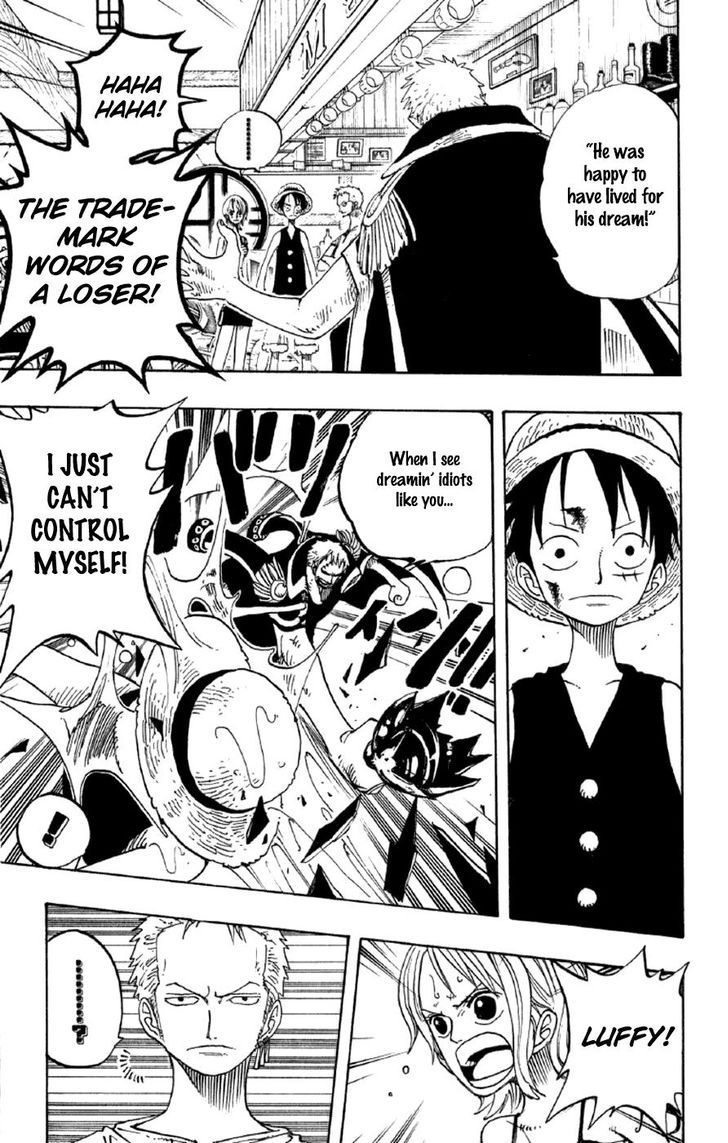 "He was
happy to
have lived for
his dream!"
..........
HAHA
HAHA!
THE TRADE-
MARK
WORDS OF
A LOSER!
When I see
dreamin' idiots
like you...
I JUST
CAN'T
CONTROL
MYSELF!
!!
LUFFY!
..........?